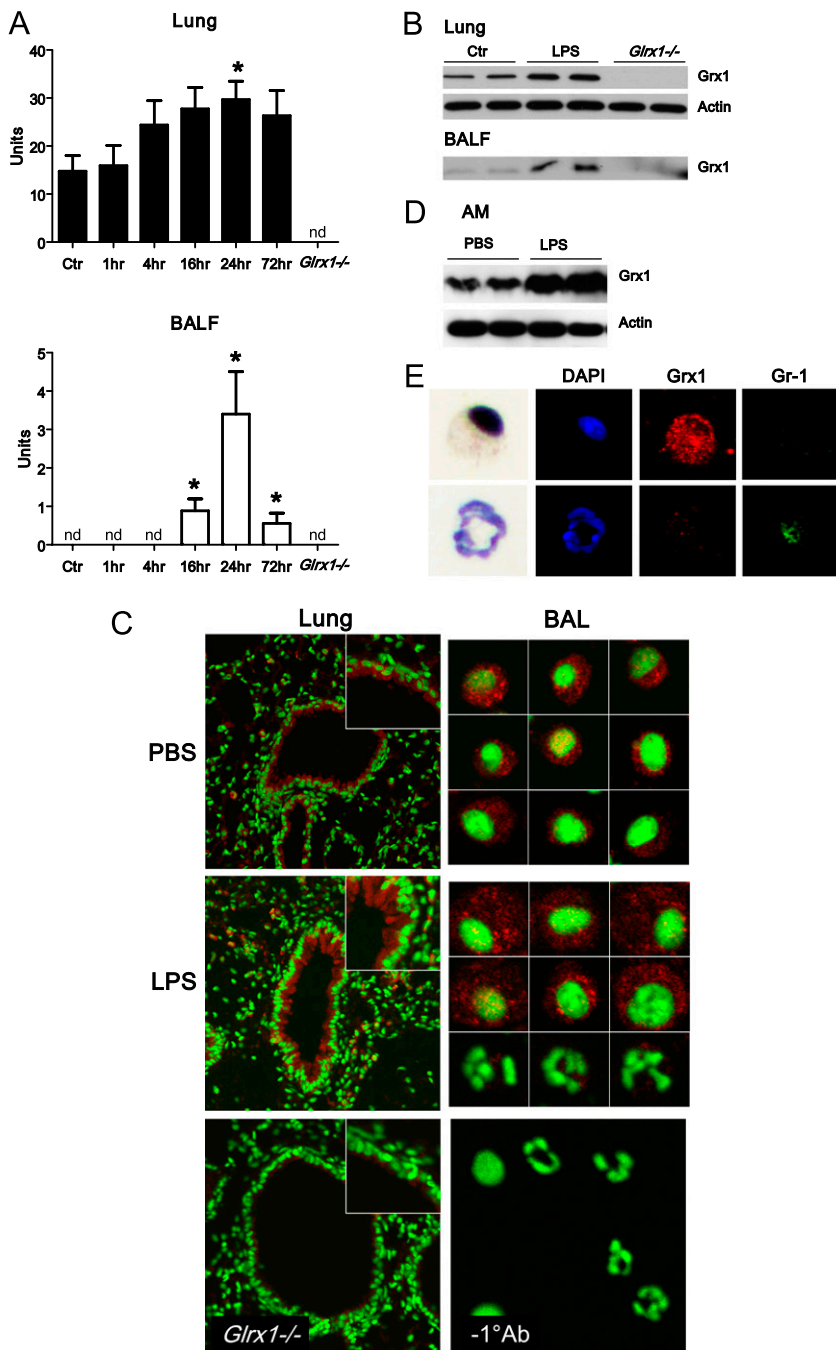 A
Lung
Units
40
30
20
10
0
*
nd
Ctr 1hr 4hr 16hr 24hr 72hr Glrx1-/-
BALF
Units
5
4
3
2
1
0
nd nd nd * * * nd
Ctr 1hr 4hr 16hr 24hr 72hr Glrx1-/-
B
Lung
Ctr LPS Glrx1-/-
Grx1
Actin
BALF
Grx1
D
AM
PBS LPS
Grx1
Actin
E
DAPI Grx1 Gr-1
C
Lung BAL
PBS
LPS
Glrx1-/- -1°Ab